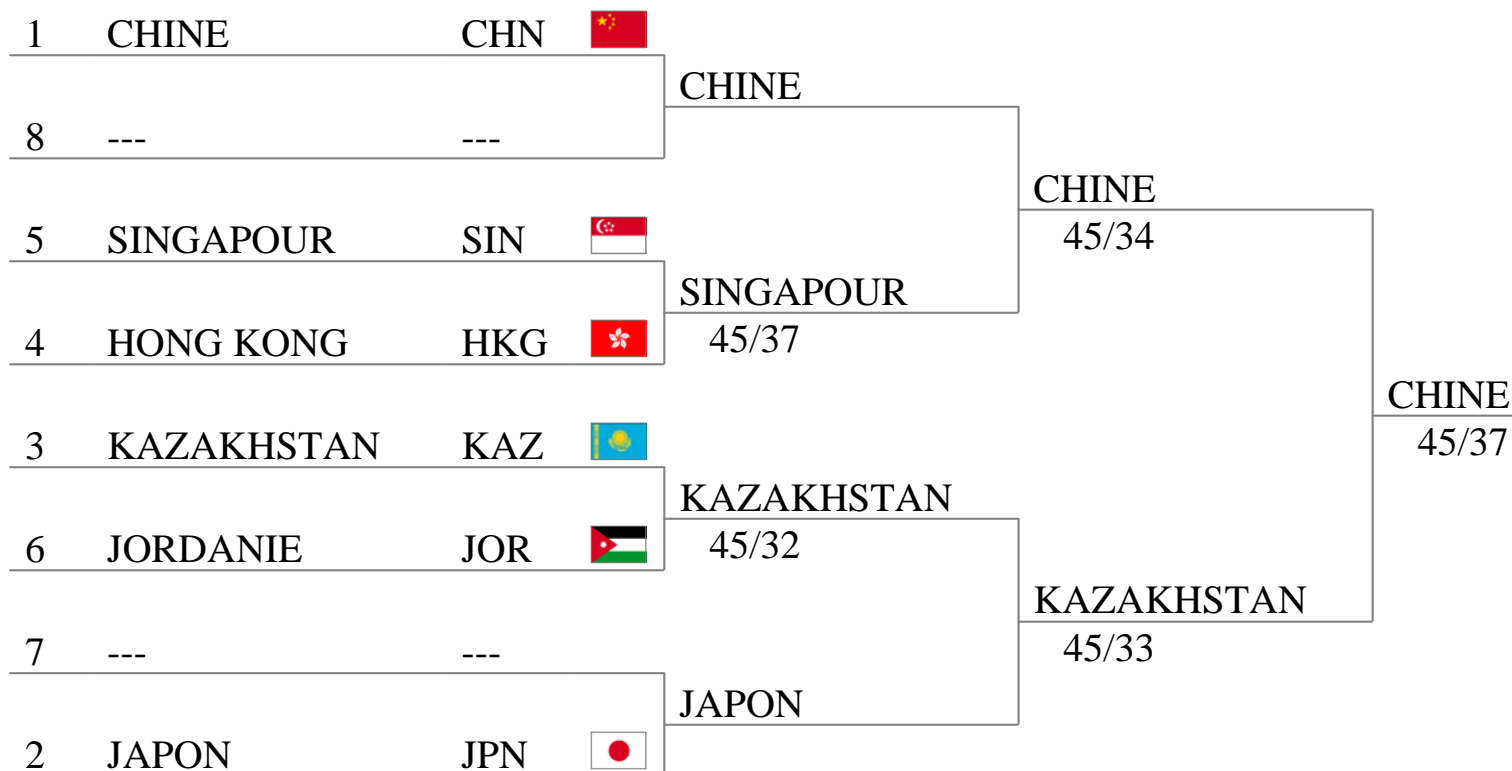 1 CHINE CHN
CHINE
8 --- ---
CHINE
45/34
5 SINGAPOUR SIN
SINGAPOUR
45/37
4 HONG KONG HKG
CHINE
45/37
3 KAZAKHSTAN KAZ
KAZAKHSTAN
45/32
6 JORDANIE JOR
KAZAKHSTAN
45/33
7 --- ---
JAPON
2 JAPON JPN